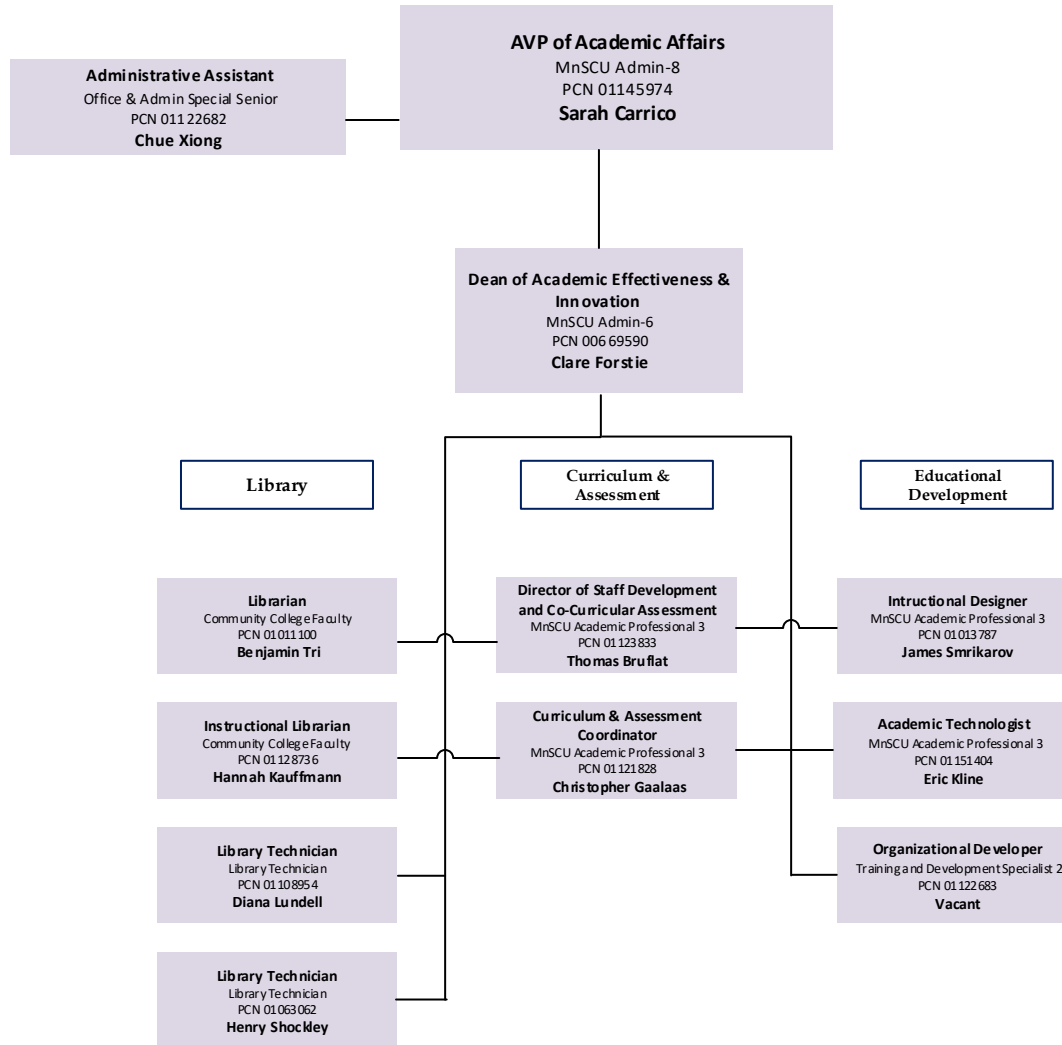 AVP of Academic Affairs
MnSCU Admin-8
PCN 01145974
Sarah Carrico
Administrative Assistant
Office & Admin Special Senior
PCN 01122682
Chue Xiong
Dean of Academic Effectiveness &
Innovation
MnSCU Admin-6
PCN 00669590
Clare Forstie
Library
Curriculum &
Assessment
Educational
Development
Librarian
Community College Faculty
PCN 01011100
Benjamin Tri
Director of Staff Development
and Co-Curricular Assessment
MnSCU Academic Professional 3
PCN 01123833
Thomas Bruflat
Intructional Designer
MnSCU Academic Professional 3
PCN 01013787
James Smrikarov
Instructional Librarian
Community College Faculty
PCN 01128736
Hannah Kauffmann
Curriculum & Assessment
Coordinator
MnSCU Academic Professional 3
PCN 01121828
Christopher Gaalaas
Academic Technologist
MnSCU Academic Professional 3
PCN 01151404
Eric Kline
Library Technician
Library Technician
PCN 01108954
Diana Lundell
Organizational Developer
Training and Development Specialist 2
PCN 01122683
Vacant
Library Technician
Library Technician
PCN 01063062
Henry Shockley